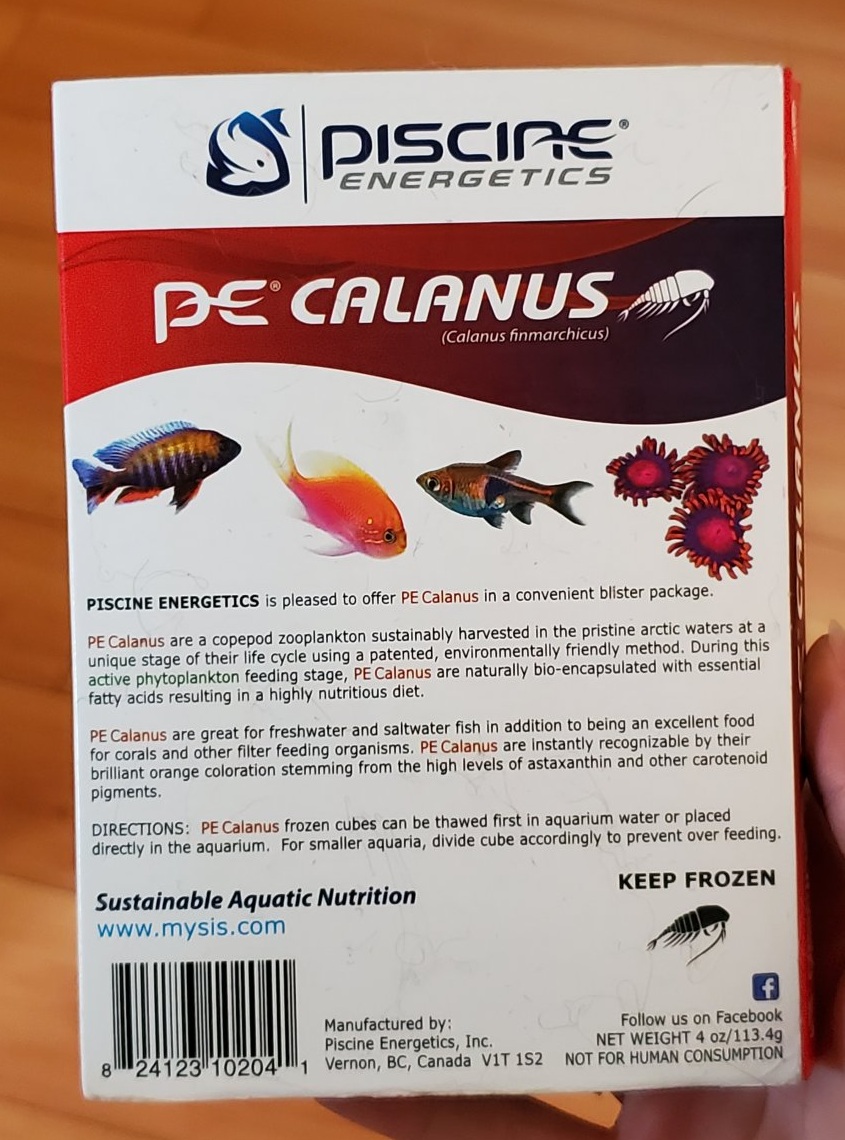 PISCINE®
ENERGETICS
PE® CALANUS
(Calanus finmarchicus)
PISCINE ENERGETICS is pleased to offer PE Calanus in a convenient blister package.
PE Calanus are a copepod zooplankton sustainably harvested in the pristine arctic waters at a
unique stage of their life cycle using a patented, environmentally friendly method. During this
active phytoplankton feeding stage, PE Calanus are naturally bio-encapsulated with essential
fatty acids resulting in a highly nutritious diet.
PE Calanus are great for freshwater and saltwater fish in addition to being an excellent food
for corals and other filter feeding organisms. PE Calanus are instantly recognizable by their
brilliant orange coloration stemming from the high levels of astaxanthin and other carotenoid
pigments.
DIRECTIONS: PE Calanus frozen cubes can be thawed first in aquarium water or placed
directly in the aquarium. For smaller aquaria, divide cube accordingly to prevent over feeding.
KEEP FROZEN
Sustainable Aquatic Nutrition
www.mysis.com
8 24123 10204 1
Manufactured by:
Piscine Energetics, Inc.
Vernon, BC, Canada V1T 1S2
Follow us on Facebook
NET WEIGHT 4 oz/113.4g
NOT FOR HUMAN CONSUMPTION
CALANUS